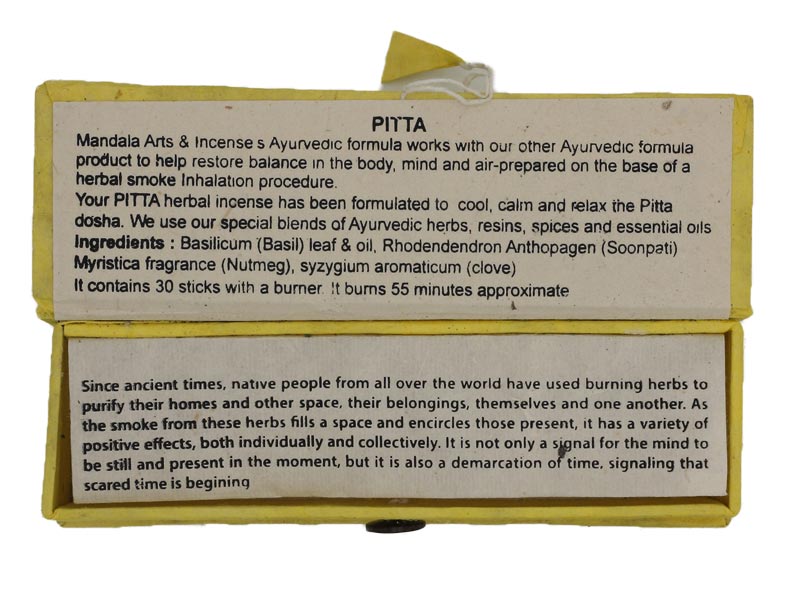 PITTA
Mandala Arts & Incense s Ayurvedic formula works with our other Ayurvedic formula
product to help restore balance in the body, mind and air-prepared on the base of a
herbal smoke Inhalation procedure.
Your PITTA herbal incense has been formulated to cool, calm and relax the Pitta
dosha. We use our special blends of Ayurvedic herbs, resins, spices and essential oils
Ingredients : Basilicum (Basil) leaf & oil, Rhodendendron Anthopagen (Soonpati)
Myristica fragrance (Nutmeg), syzygium aromaticum (clove)
It contains 30 sticks with a burner. It burns 55 minutes approximate
Since ancient times, native people from all over the world have used burning herbs to
purify their homes and other space, their belongings, themselves and one another. As
the smoke from these herbs fills a space and encircles those present, it has a variety of
positive effects, both individually and collectively. It is not only a signal for the mind to
be still and present in the moment, but it is also a demarcation of time, signaling that
scared time is begining